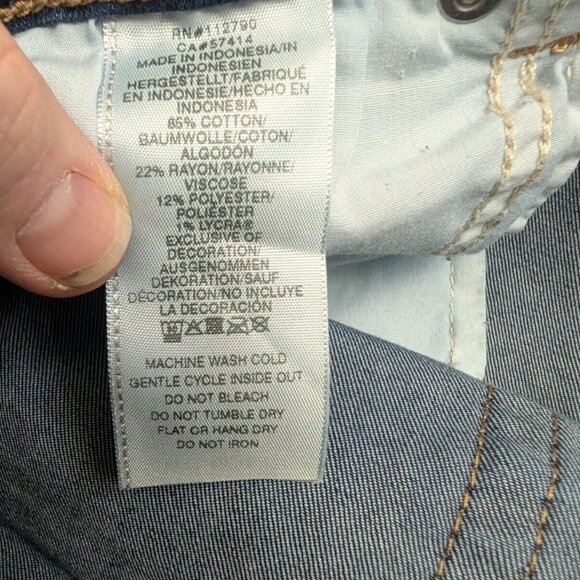 RN#112790
CA#57414
MADE IN INDONESIA/IN
INDONESIEN
HERGESTELLT/FABRIQUÉ
EN INDONESIE/HECHO EN
INDONESIA
65% COTTON/
BAUMWOLLE/COTON/
ALGODÓN
22% RAYON/RAYONNE/
VISCOSE
12% POLYESTER/
POLIÉSTER
1% LYCRA®
EXCLUSIVE OF
DECORATION/
AUSGENOMMEN
DEKORATION/SAUF
DÉCORATION/NO INCLUYE
LA DECORACIÓN
MACHINE WASH COLD
GENTLE CYCLE INSIDE OUT
DO NOT BLEACH
DO NOT TUMBLE DRY
FLAT OR HANG DRY
DO NOT IRON